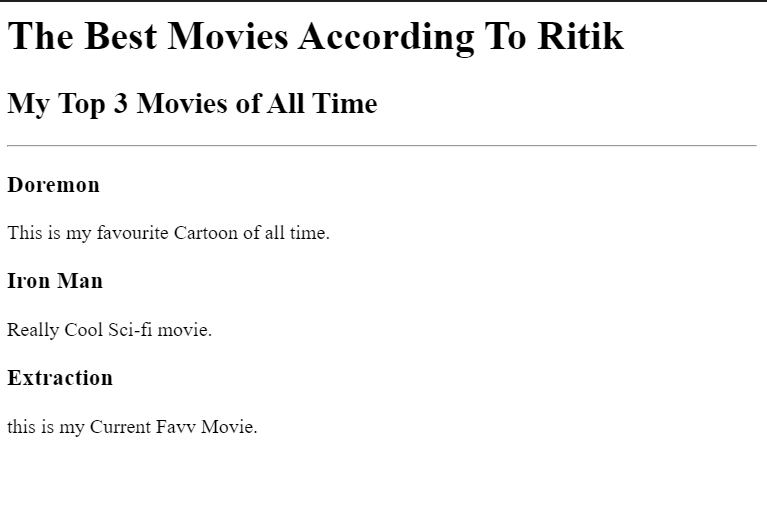 The Best Movies According To Ritik
My Top 3 Movies of All Time
Doremon
This is my favourite Cartoon of all time.
Iron Man
Really Cool Sci-fi movie.
Extraction
this is my Current Favv Movie.